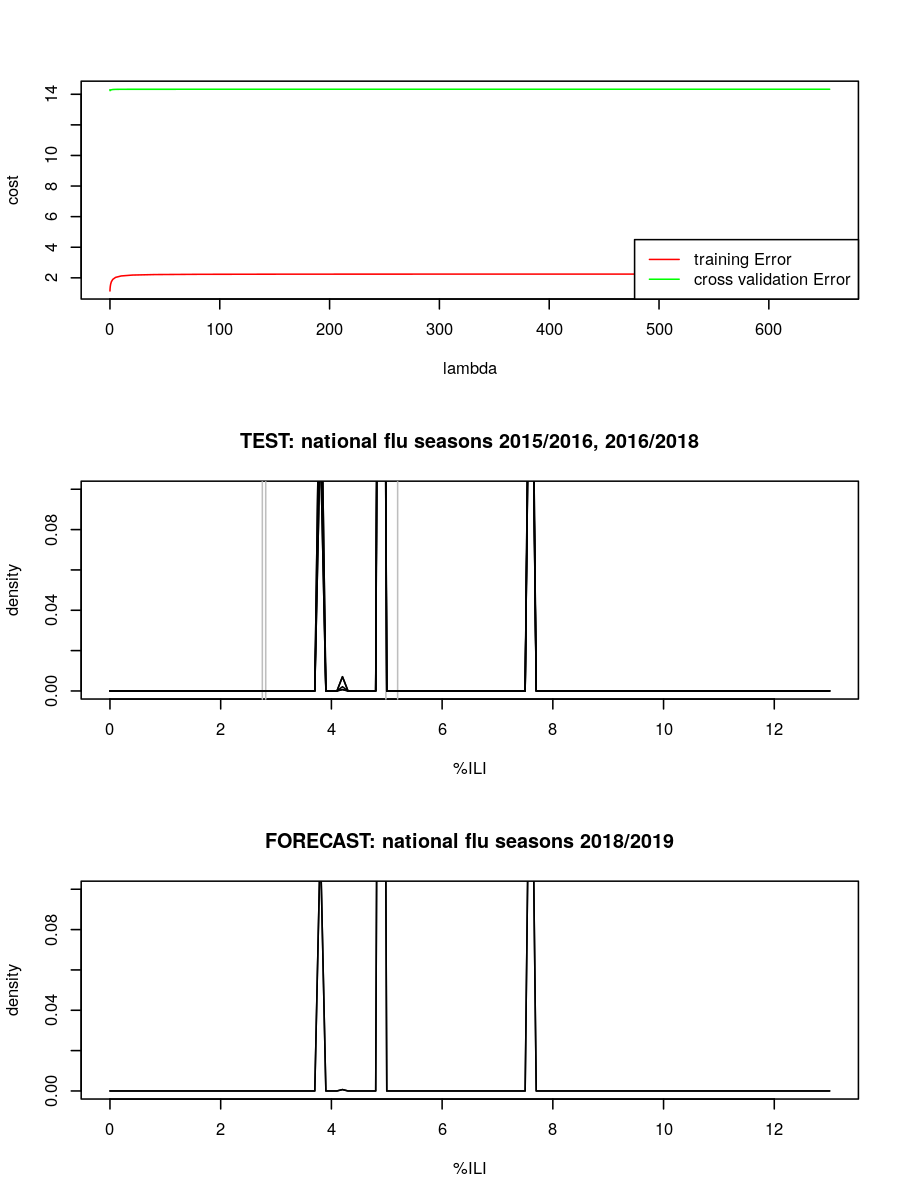 14
10
8
6
4
2
cost
training Error
cross validation Error
0 100 200 300 400 500 600
lambda
TEST: national flu seasons 2015/2016, 2016/2018
0.08
0.04
0.00
density
0 2 4 6 8 10 12
%ILI
FORECAST: national flu seasons 2018/2019
0.08
0.04
0.00
density
0 2 4 6 8 10 12
%ILI